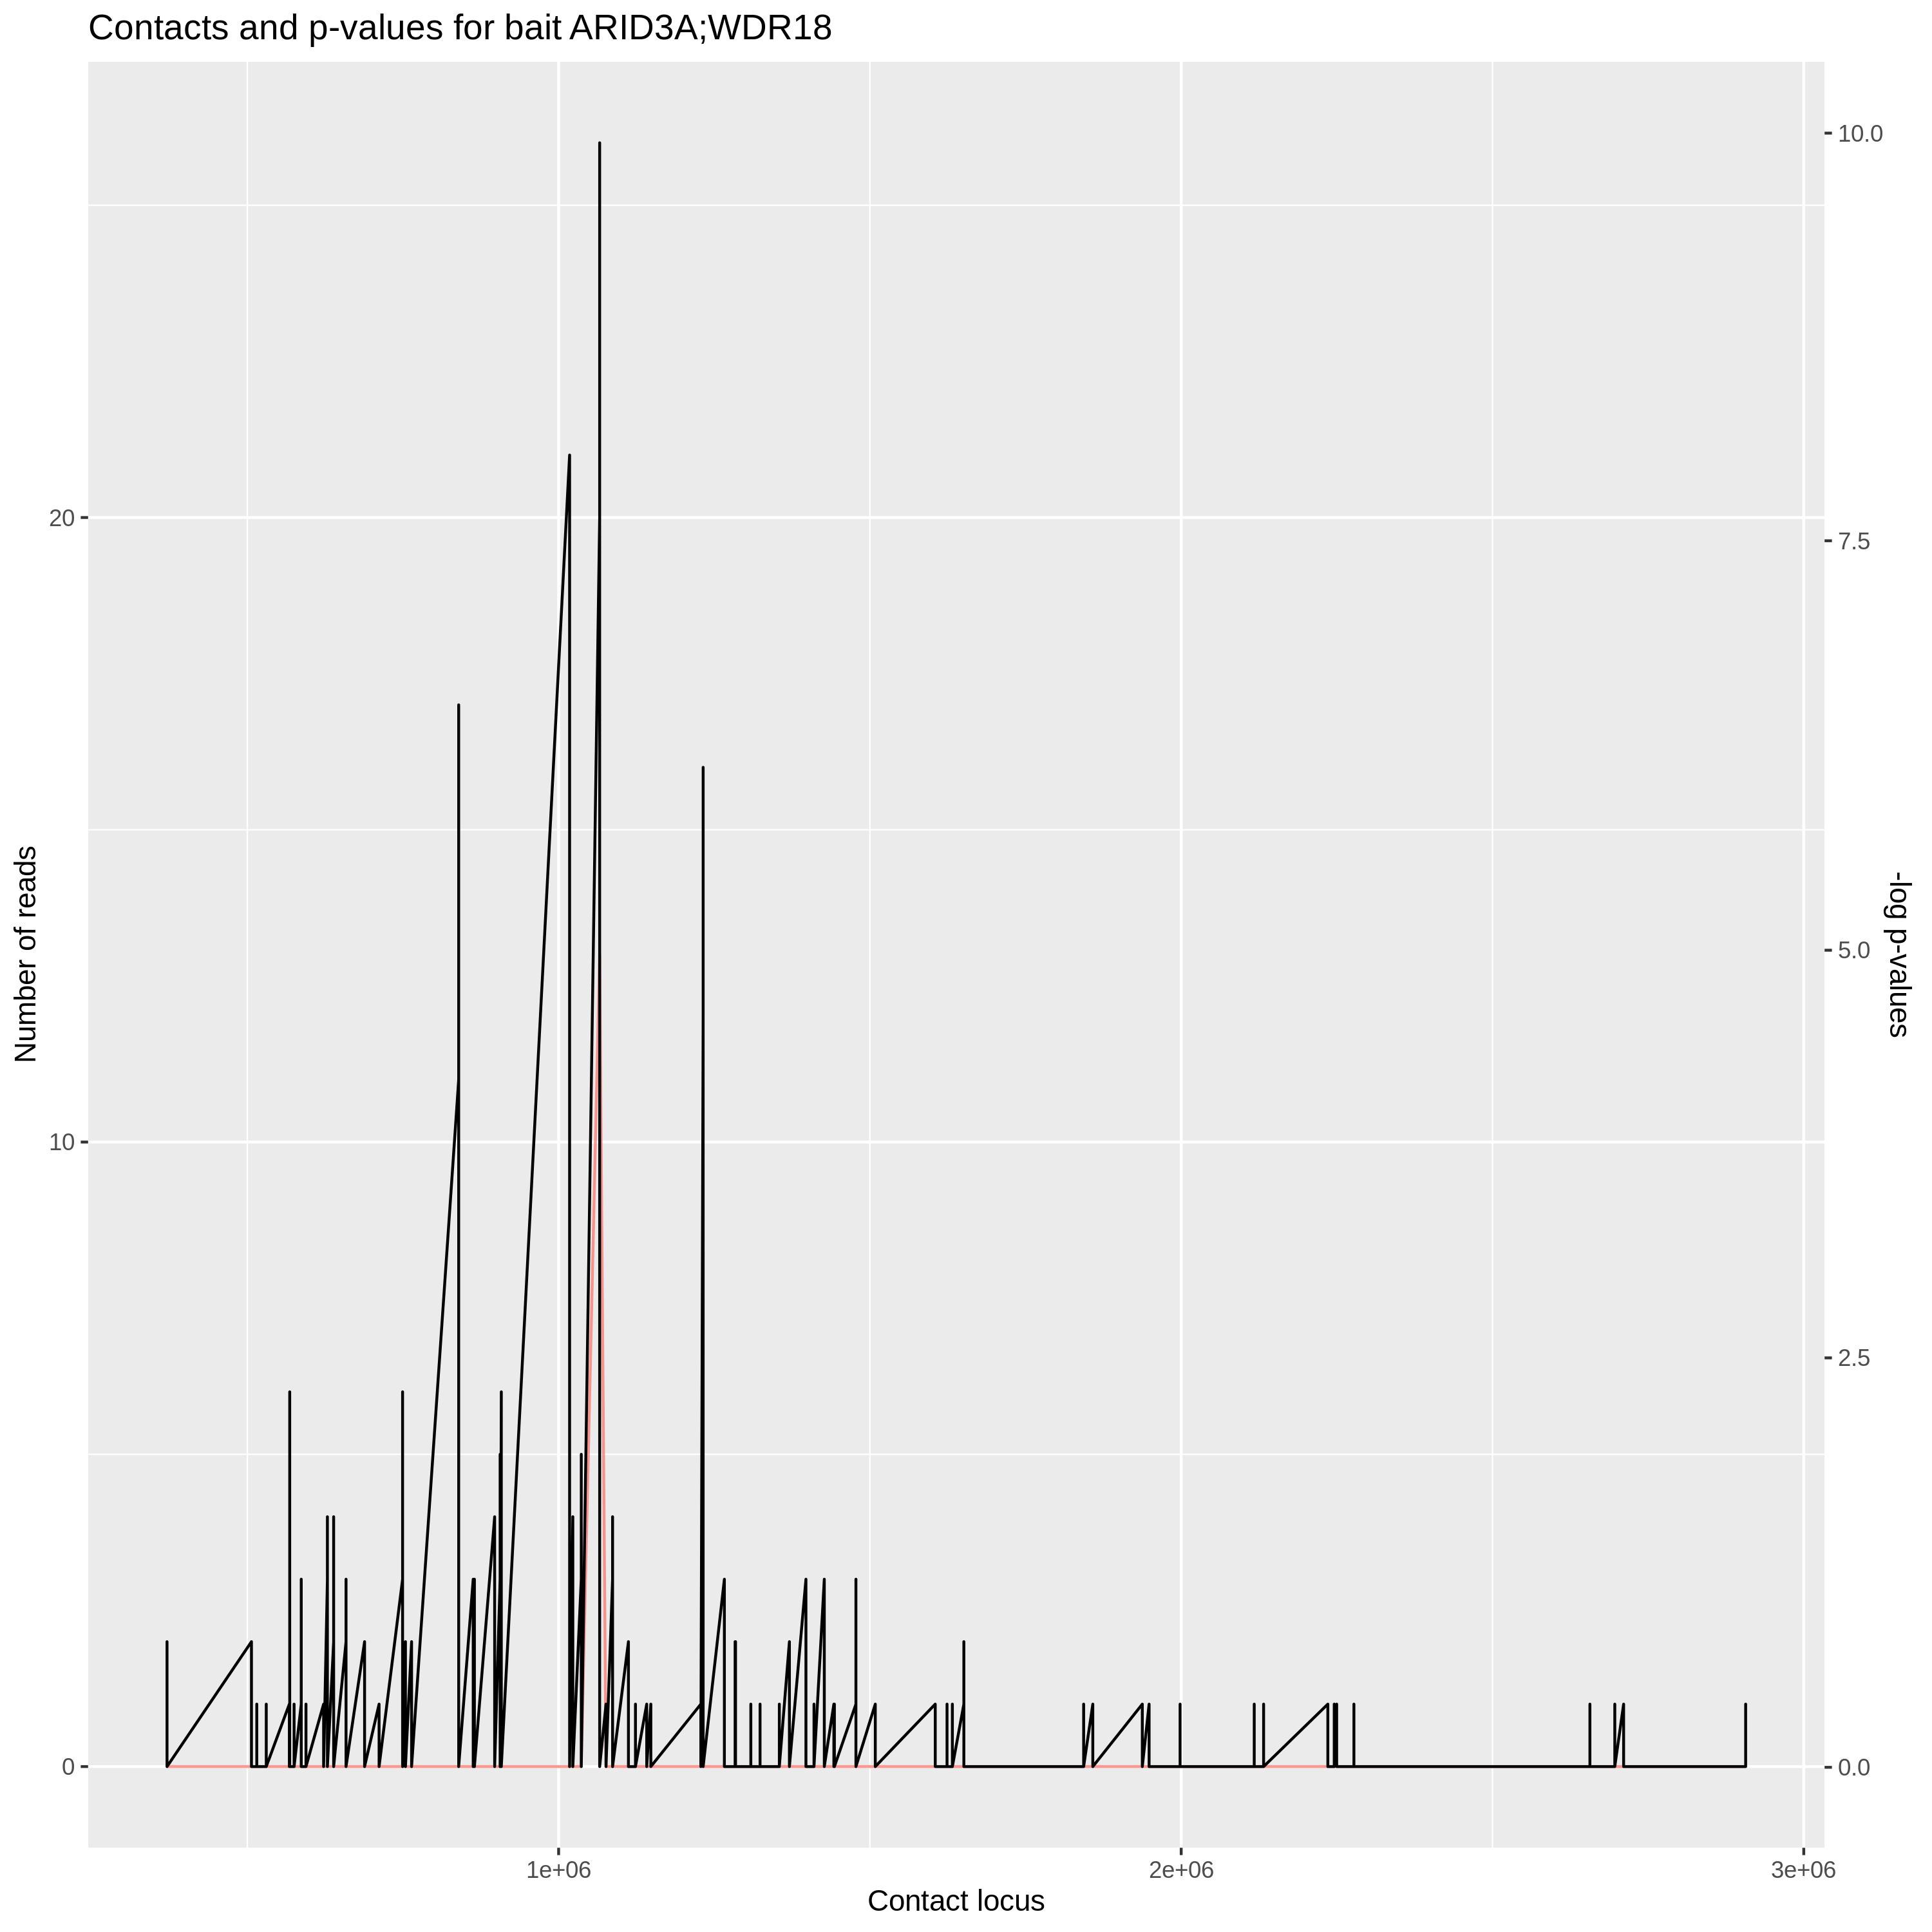 Contacts and p-values for bait ARID3A;WDR18
Number of reads
20
10
0
10.0
7.5
5.0
2.5
0.0
-log p-values
1e+06
2e+06
3e+06
Contact locus